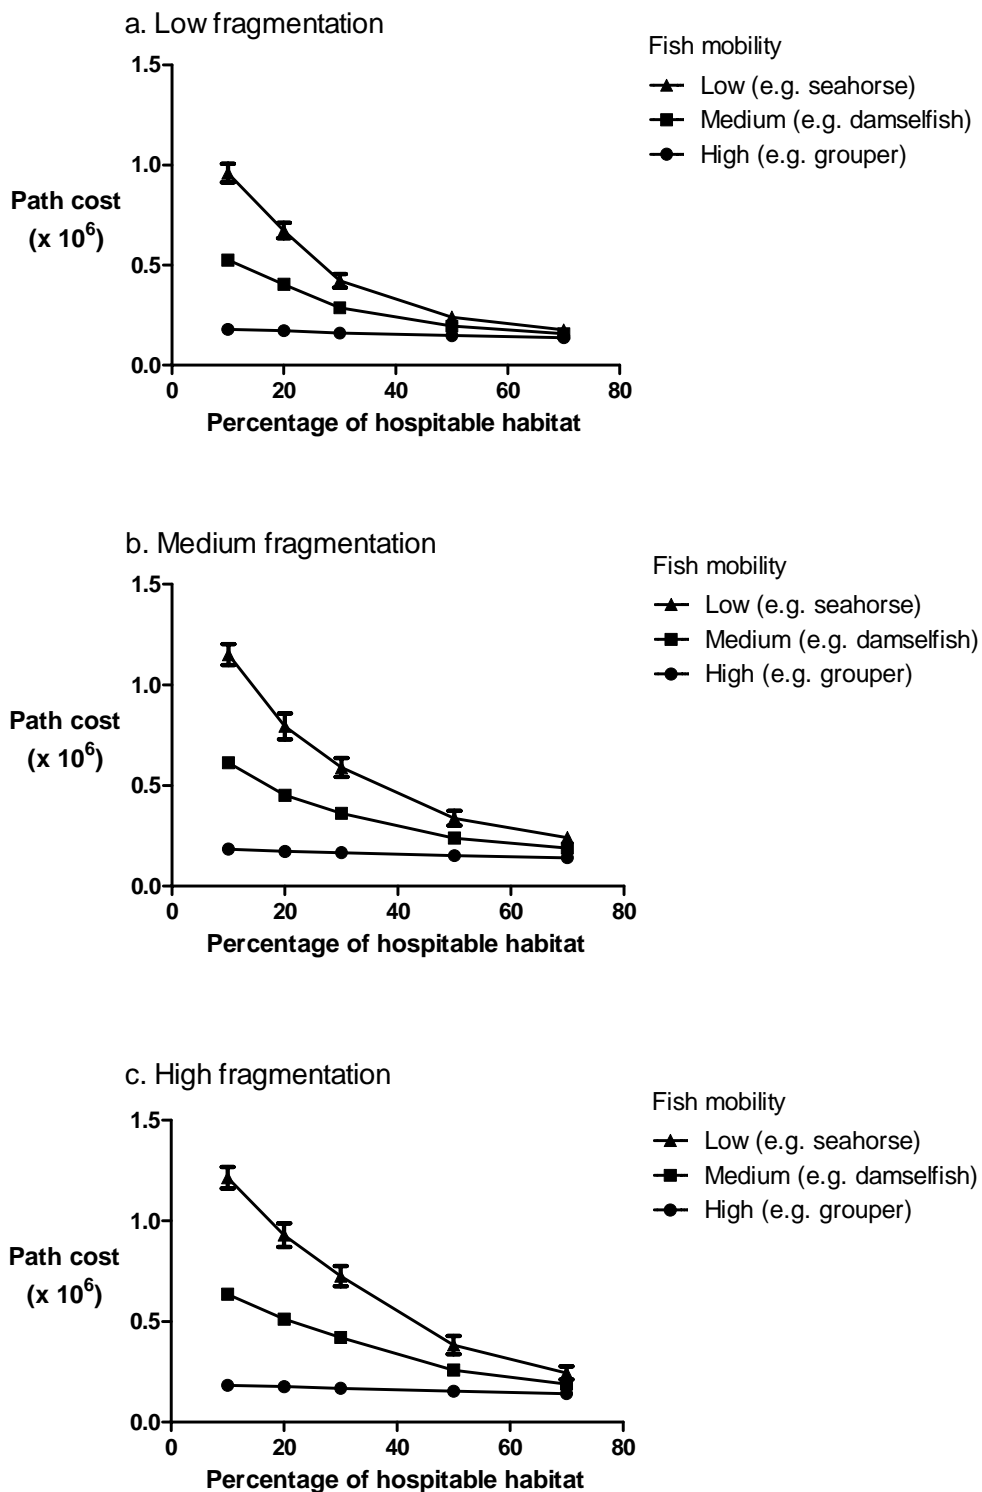 a. Low fragmentation
Fish mobility
Low (e.g. seahorse)
Medium (e.g. damselfish)
High (e.g. grouper)
1.5
1.0
0.5
0.0
Path cost
(x 10⁶)
0 20 40 60 80
Percentage of hospitable habitat
b. Medium fragmentation
Fish mobility
Low (e.g. seahorse)
Medium (e.g. damselfish)
High (e.g. grouper)
1.5
1.0
0.5
0.0
Path cost
(x 10⁶)
0 20 40 60 80
Percentage of hospitable habitat
c. High fragmentation
Fish mobility
Low (e.g. seahorse)
Medium (e.g. damselfish)
High (e.g. grouper)
1.5
1.0
0.5
0.0
Path cost
(x 10⁶)
0 20 40 60 80
Percentage of hospitable habitat